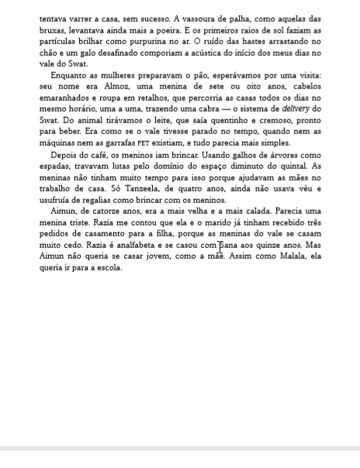 tentava varrer a casa, sem sucesso. A vassoura de palha, como aquelas das
bruxas, levantava ainda mais a poeira. E os primeiros raios de sol faziam as
partículas brilhar como purpurina no ar. O ruído das hastes arrastando no
chão e um galo desafinado comporiam a acústica do início dos meus dias no
vale do Swat.
Enquanto as mulheres preparavam o pão, esperávamos por uma visita:
seu nome era Almoz, uma menina de sete ou oito anos, cabelos
emaranhados e roupa em retalhos, que percorria as casas todos os dias no
mesmo horário, uma a uma, trazendo uma cabra — o sistema de delivery do
Swat. Do animal tirávamos o leite, que saía quentinho e cremoso, pronto
para beber. Era como se o vale tivesse parado no tempo, quando nem as
máquinas nem as garrafas PET existiam, e tudo parecia mais simples.
Depois do café, os meninos iam brincar. Usando galhos de árvores como
espadas, travavam lutas pelo domínio do espaço diminuto do quintal. As
meninas não tinham muito tempo para isso porque ajudavam as mães no
trabalho de casa. Só Tanzeela, de quatro anos, ainda não usava véu e
usufruía de regalias como brincar com os meninos.
Aimun, de catorze anos, era a mais velha e a mais calada. Parecia uma
menina triste. Razia me contou que ela e o marido já tinham recebido três
pedidos de casamento para a filha, porque as meninas do vale se casam
muito cedo. Razia é analfabeta e se casou com Sana aos quinze anos. Mas
Aimun não queria se casar jovem, como a mãe. Assim como Malala, ela
queria ir para a escola.